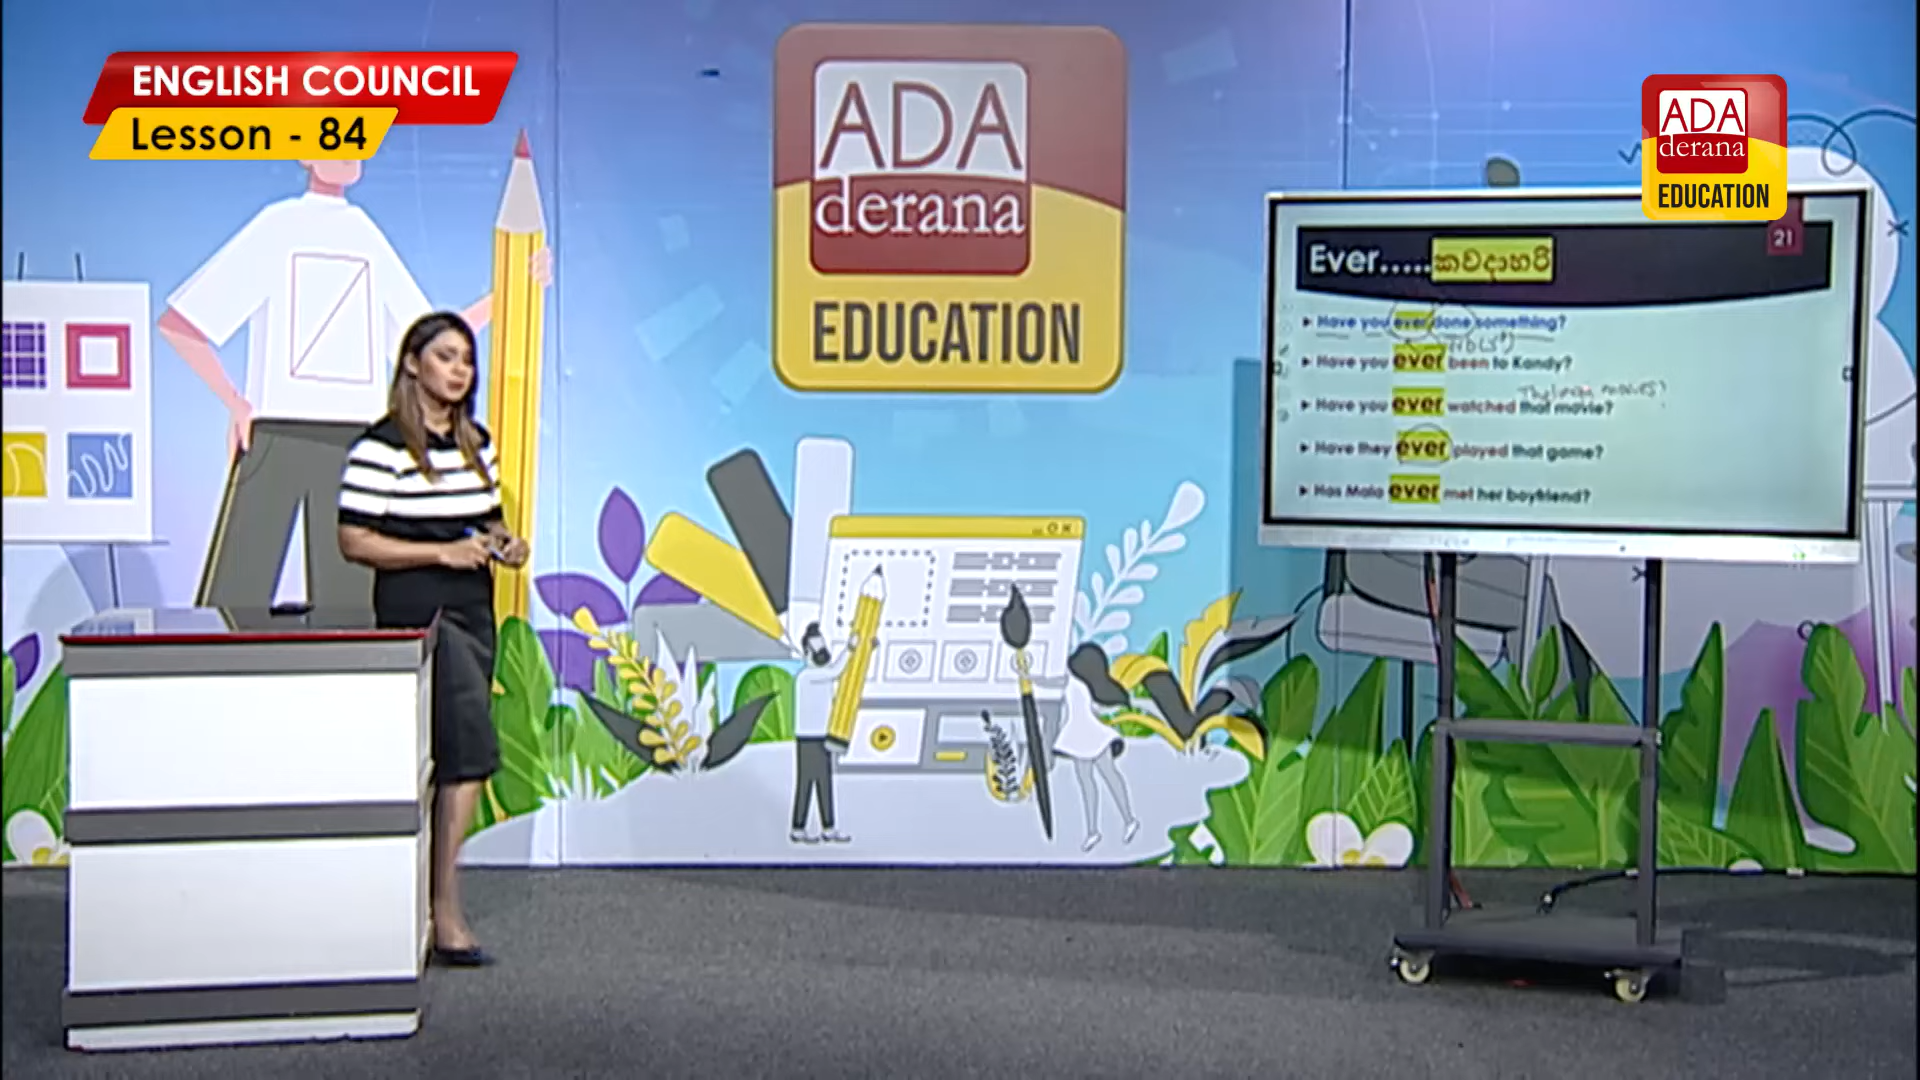 ENGLISH COUNCIL
Lesson - 84
ADA
derana
EDUCATION
ADA
derana
EDUCATION
21
Ever.....කවදාහරි
Have you ever done something?
Have you ever been to Kandy?
Have you ever watched that movie?
Have they ever played that game?
Has Mala ever met her boyfriend?